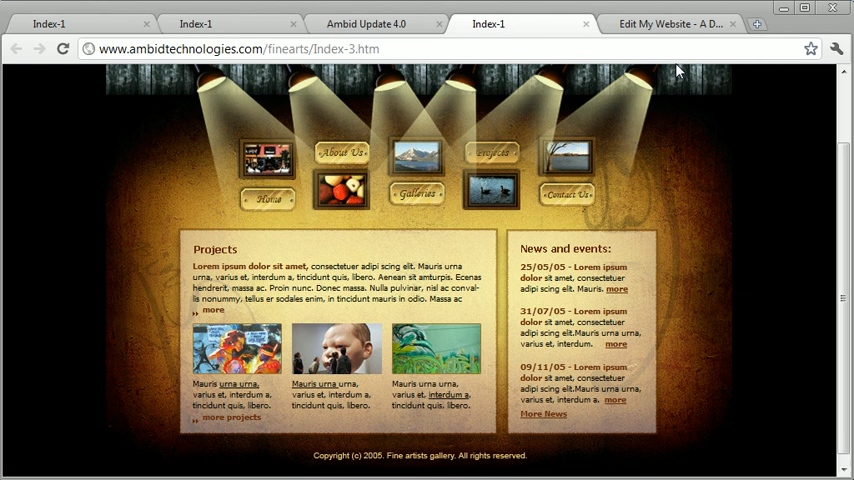 Index-1
Index-1
Ambid Update 4.0
Index-1
Edit My Website - A D...
www.ambidtechnologies.com/finearts/Index-3.htm
About Us
Projects
Home
Galleries
Contact Us
Projects
Lorem ipsum dolor sit amet, consectetuer adipi scing elit. Mauris urna
urna, varius et, interdum a, tincidunt quis, libero. Aenean sit amturpis. Ecenas
hendrerit, massa ac. Proin nunc. Donec massa. Nulla pulvinar, nisl ac conval-
lis nonummy, tellus er sodales enim, in tincidunt mauris in odio. Massa ac
more
Mauris urna urna,
varius et, interdum a,
tincidunt quis, libero.
Mauris urna urna,
varius et, interdum a,
tincidunt quis, libero.
Mauris urna urna,
varius et, interdum a,
tincidunt quis, libero.
more projects
News and events:
25/05/05 - Lorem ipsum
dolor sit amet, consectetuer
adipi scing elit. Mauris. more
31/07/05 - Lorem ipsum
dolor sit amet, consectetuer
adipi scing elit.Mauris urna,
varius et, interdum. more
09/11/05 - Lorem ipsum
dolor sit amet, consectetuer
adipi scing elit.Mauris urna,
varius et, interdum a. more
More News
Copyright (c) 2005. Fine artists gallery. All rights reserved.